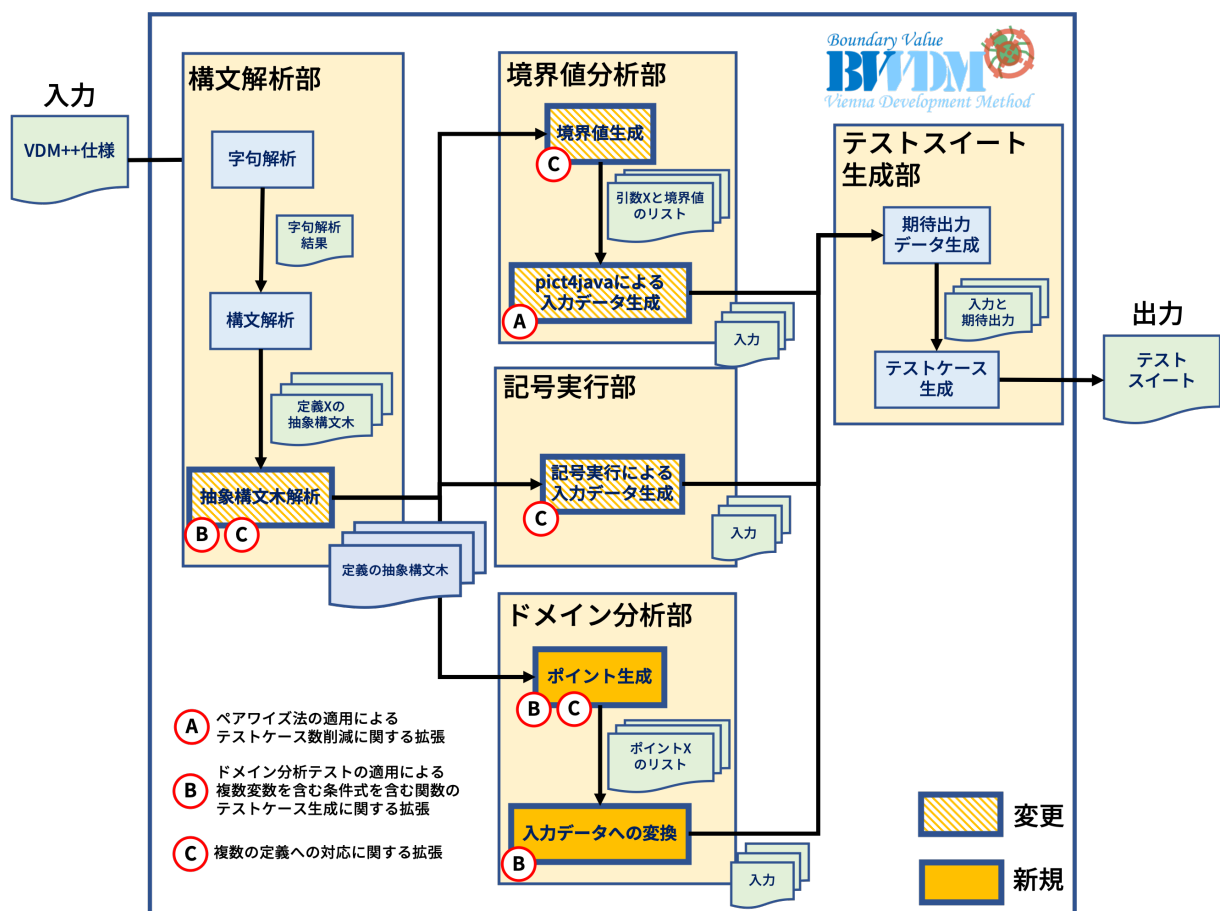 入力
VDM++仕様
構文解析部
字句解析
字句解析
結果
構文解析
定義Xの
抽象構文木
抽象構文木解析
B
C
定義の抽象構文木
境界値分析部
境界値生成
C
引数Xと境界値
のリスト
pict4javaによる
入力データ生成
A
入力
記号実行部
記号実行による
入力データ生成
C
入力
ドメイン分析部
ポイント生成
B
C
ポイントX
のリスト
入力データへの変換
B
入力
Boundary Value
BVVDM
Vienna Development Method
テストスイート
生成部
期待出力
データ生成
入力と
期待出力
テストケース
生成
出力
テスト
スイート
A
ペアワイズ法の適用による
テストケース数削減に関する拡張
B
ドメイン分析テストの適用による
複数変数を含む条件式を含む関数の
テストケース生成に関する拡張
C
複数の定義への対応に関する拡張
変更
新規